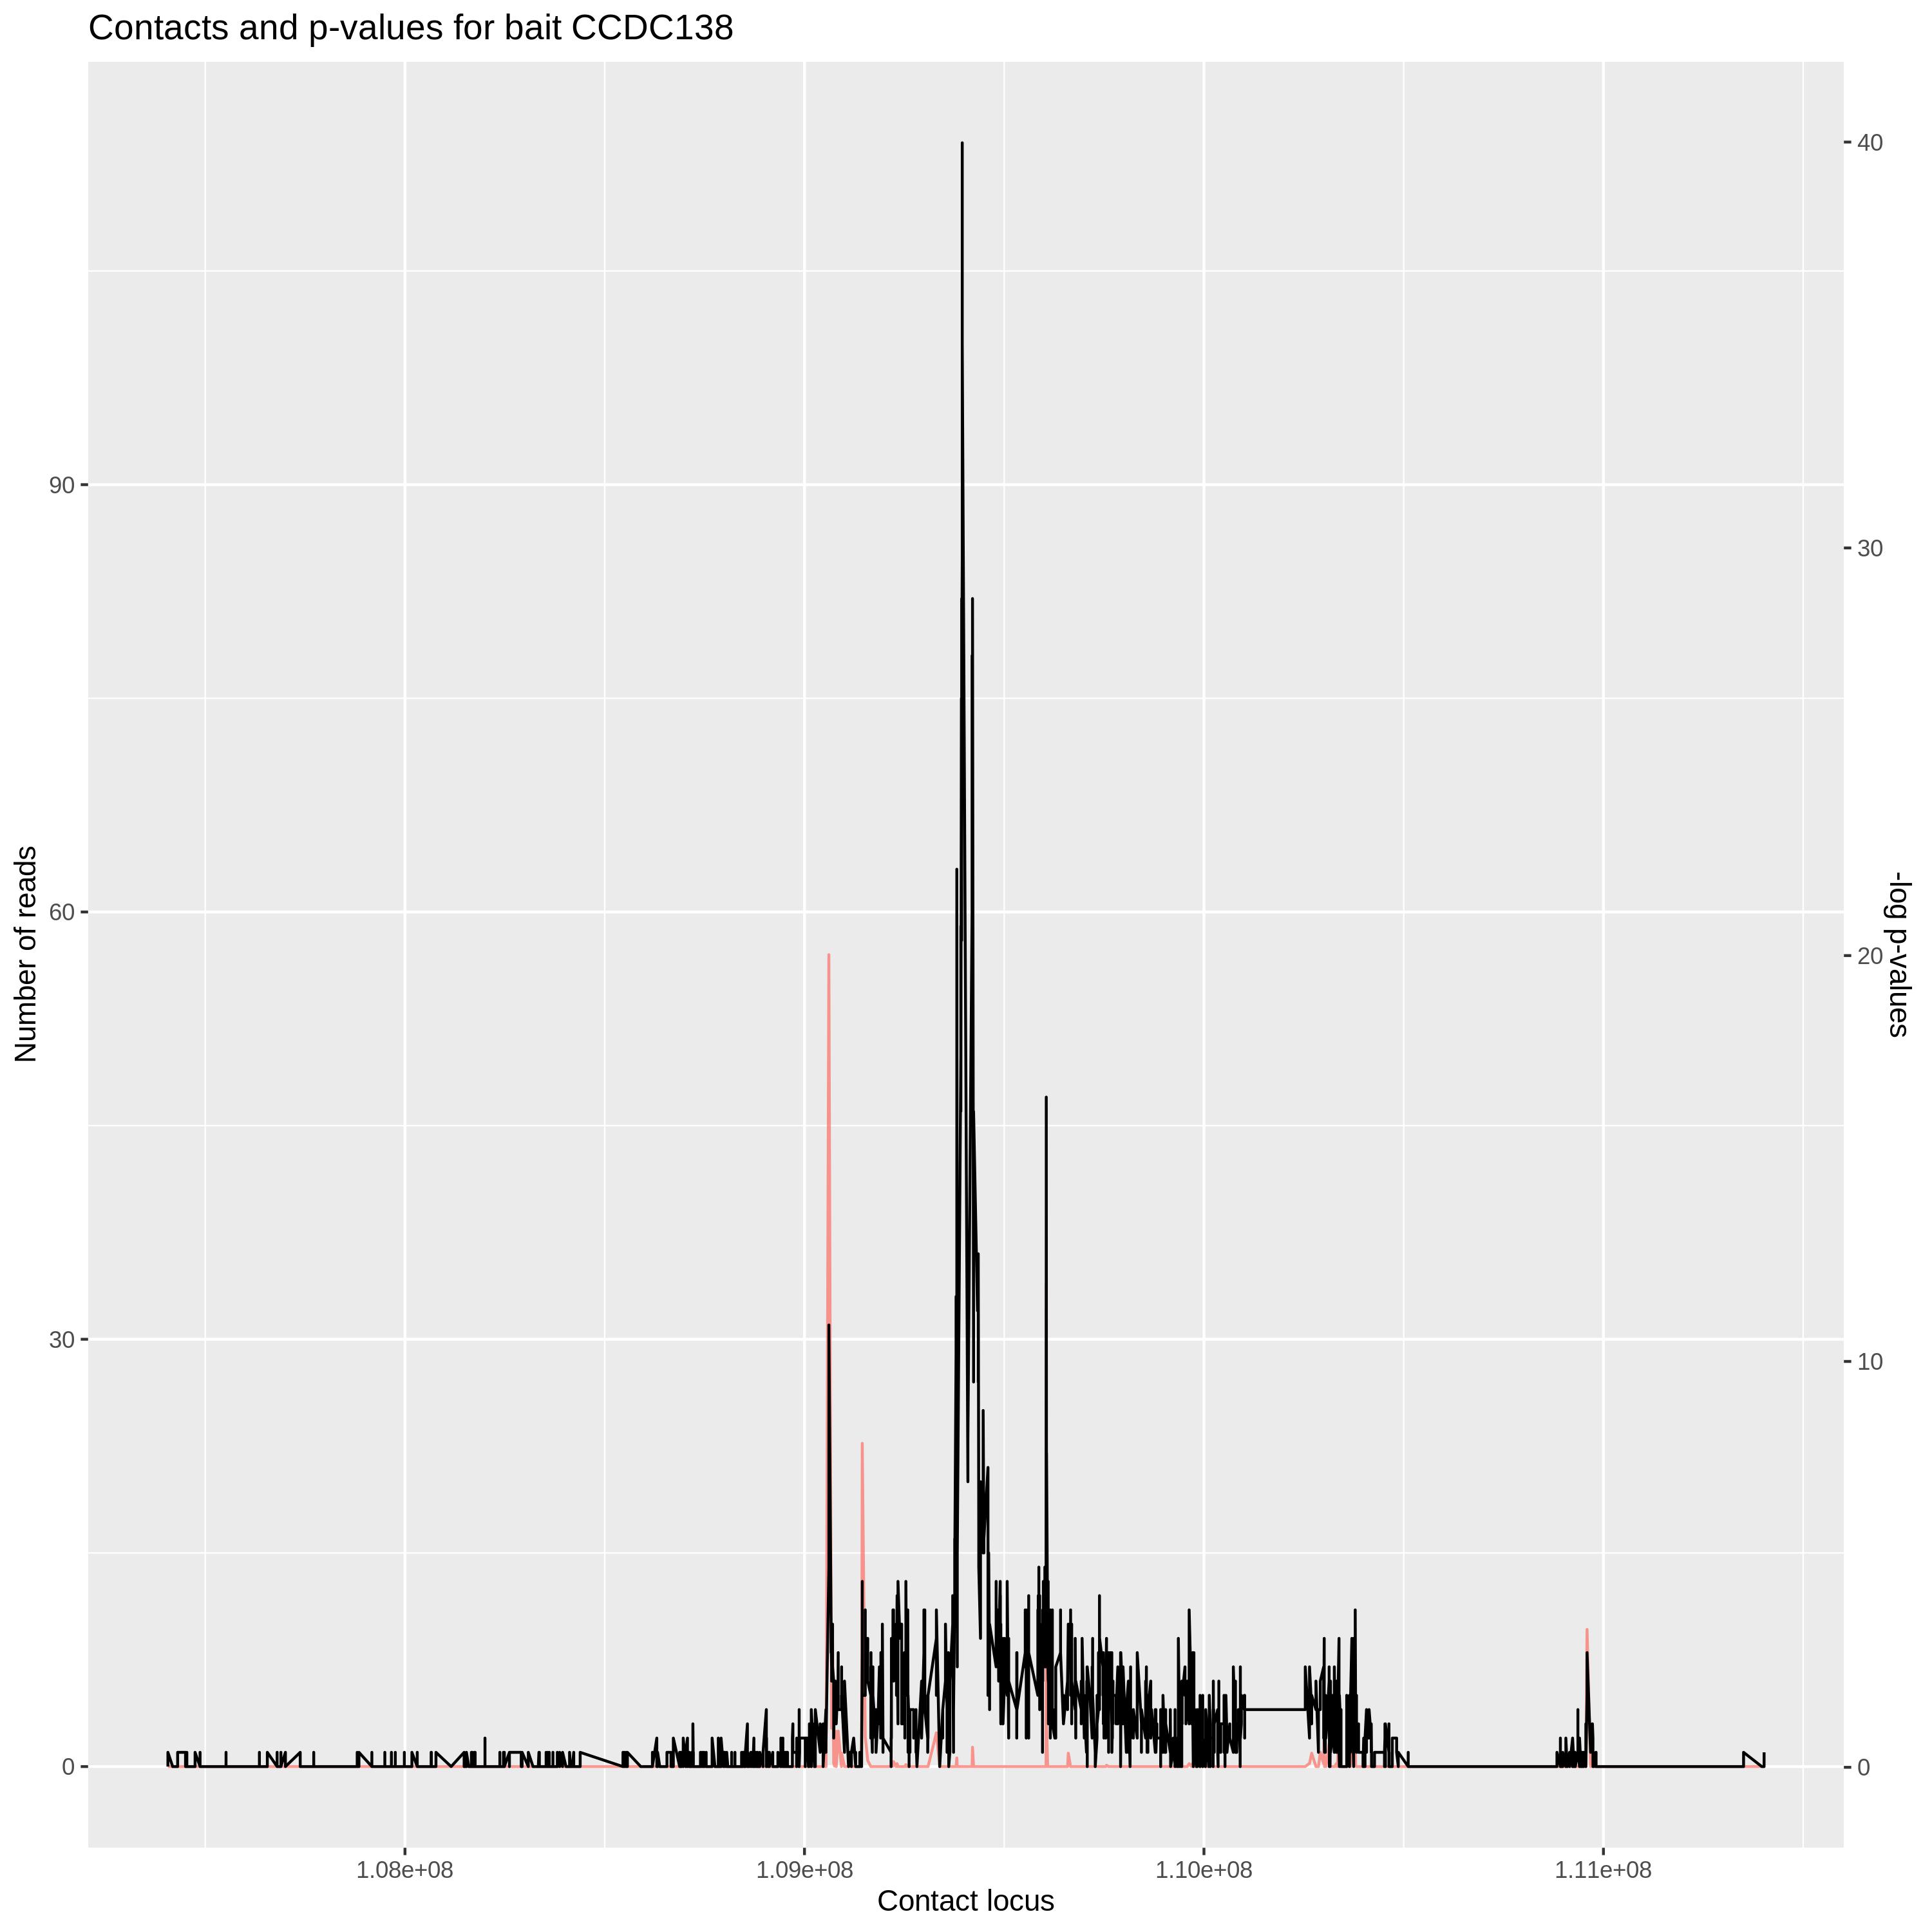 Contacts and p-values for bait CCDC138
Number of reads
90
60
30
0
40
30
20
10
0
-log p-values
1.08e+08
1.09e+08
1.10e+08
1.11e+08
Contact locus